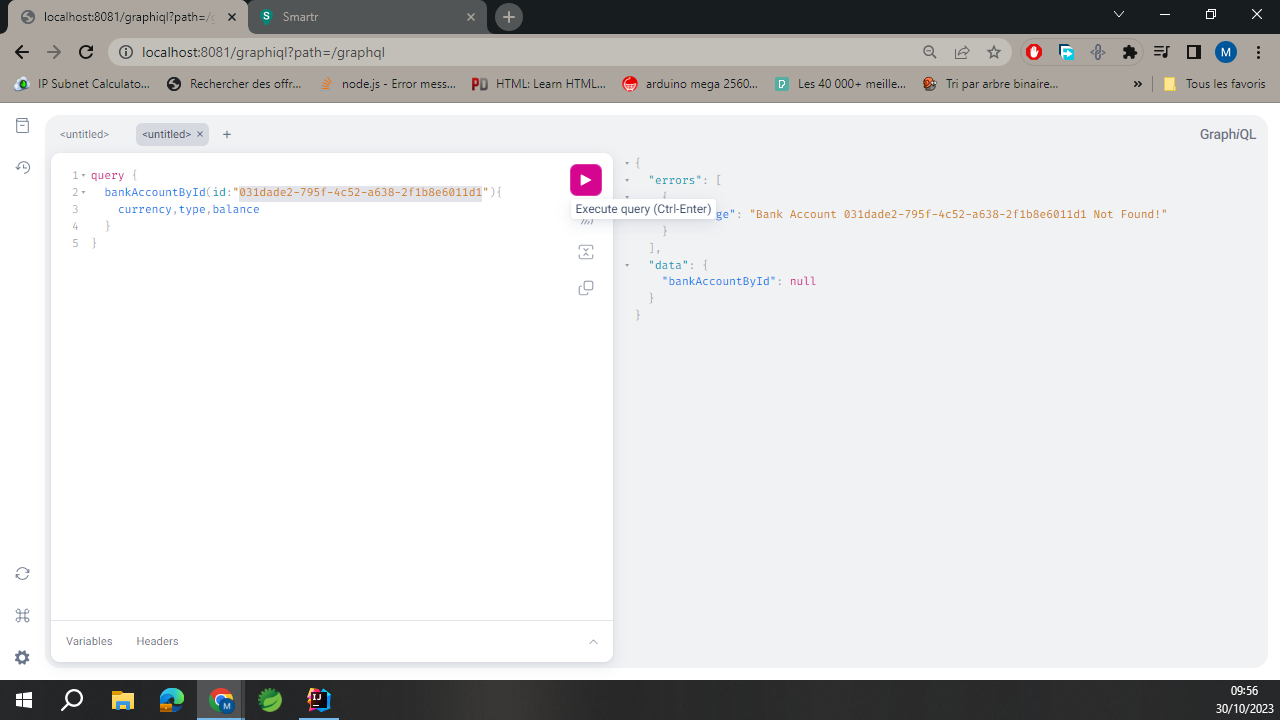 localhost:8081/graphiql?path=/g
Smartr
localhost:8081/graphiql?path=/graphql
M
IP Subnet Calculato...
Rechercher des offr...
node.js - Error mess...
PD
HTML: Learn HTML...
arduino mega 2560...
Les 40 000+ meille...
Tri par arbre binaire...
»
Tous les favoris
<untitled>
<untitled> ×
+
GraphiQL
1 query {
2 bankAccountById(id:"031dade2-795f-4c52-a638-2f1b8e6011d1"){
3 currency,type,balance
4 }
5 }
Execute query (Ctrl-Enter)
{
"errors": [
{
ge": "Bank Account 031dade2-795f-4c52-a638-2f1b8e6011d1 Not Found!"
}
],
"data": {
"bankAccountById": null
}
}
Variables
Headers
M
IJ
09:56
30/10/2023